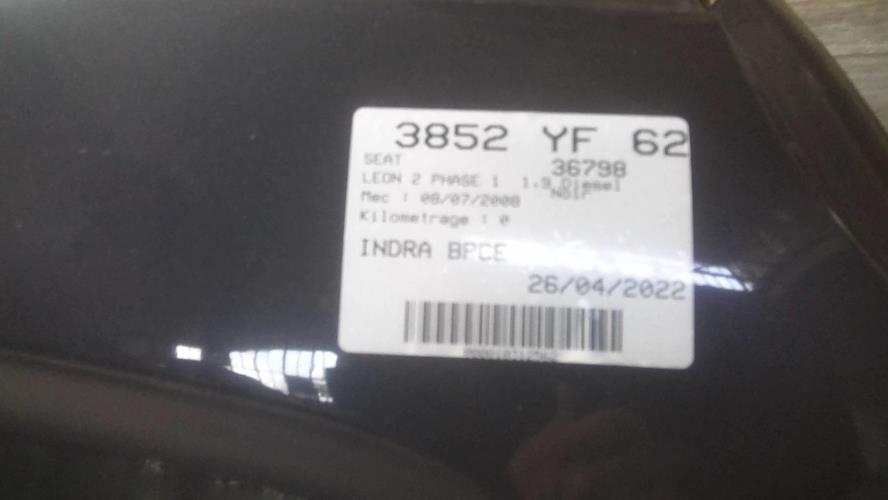 3852 YF 62
SEAT 36798
LEON 2 PHASE 1 1.9 Diesel
Noir
Mec : 08/07/2008
Kilometrage : 0
INDRA BPCE
26/04/2022